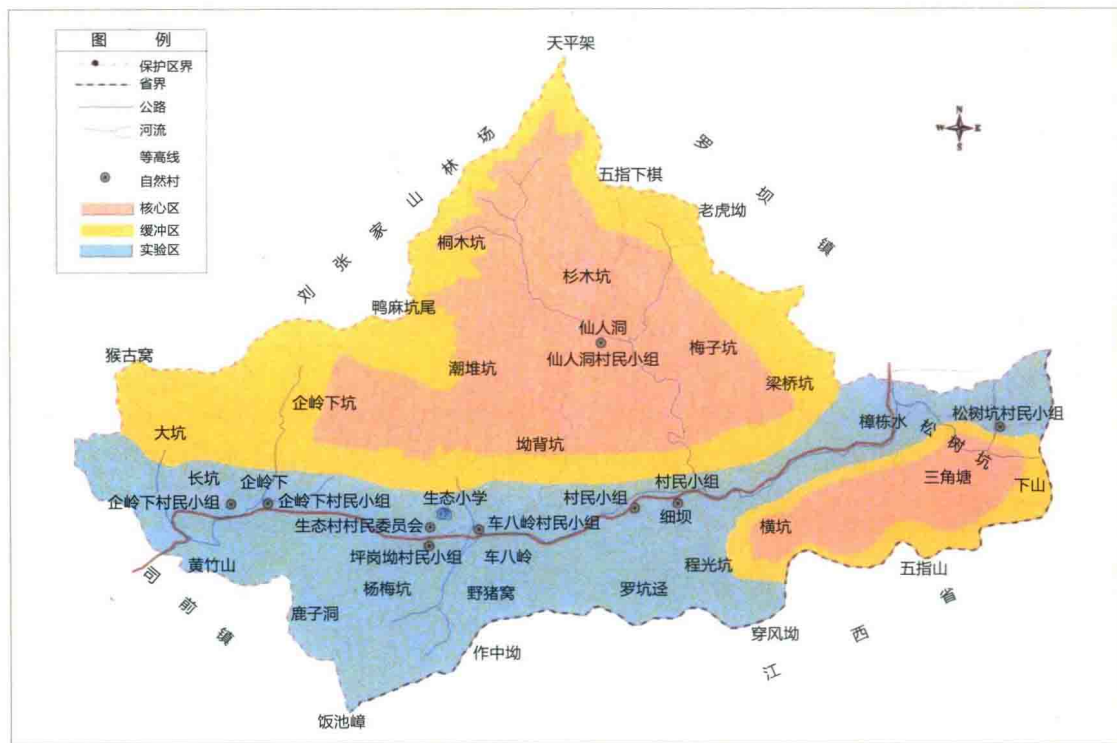 天平架
图 例
保护区界
省界
公路
河流
等高线
自然村
核心区
缓冲区
实验区
N
W E
S
刘张家山林场
罗坝镇
五指下棋
老虎坳
桐木坑
杉木坑
鸭麻坑尾
仙人洞
仙人洞村民小组
梅子坑
猴古窝
潮堆坑
梁桥坑
企岭下坑
大坑
坳背坑
樟栋水
松树坑村民小组
松树坑
三角塘
下山
长坑
企岭下
生态小学
村民小组
村民小组
企岭下村民小组
企岭下村民小组
生态村村民委员会
车八岭村民小组
细坝
横坑
坪岗坳村民小组
车八岭
黄竹山
杨梅坑
野猪窝
罗坑迳
程光坑
五指山
司前镇
鹿子洞
穿风坳
江西省
作中坳
饭池嶂